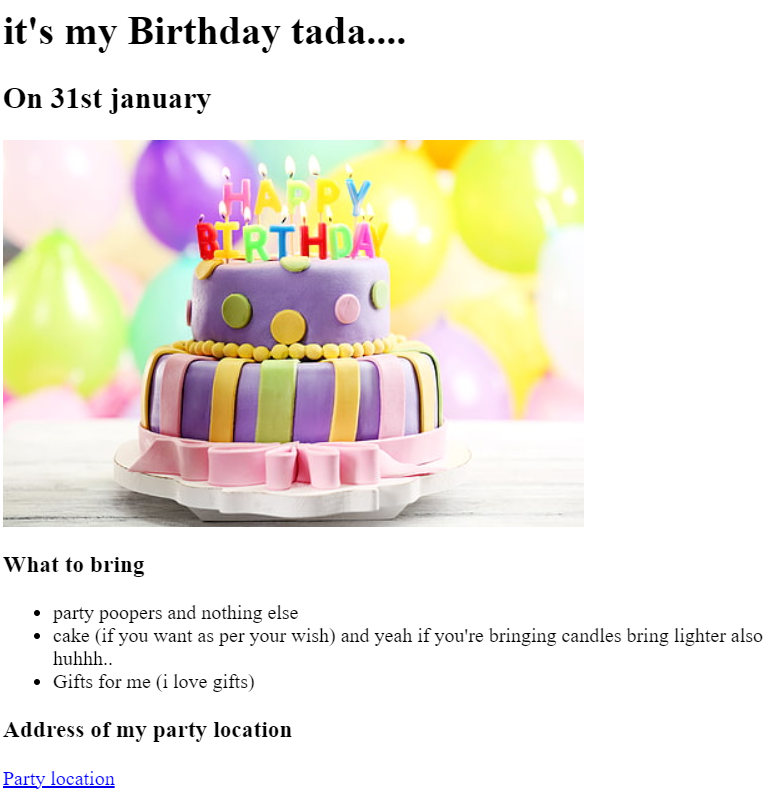 it's my Birthday tada....
On 31st january
HAPPY
BIRTHDAY
What to bring
party poopers and nothing else
cake (if you want as per your wish) and yeah if you're bringing candles bring lighter also
huhhh..
Gifts for me (i love gifts)
Address of my party location
Party location